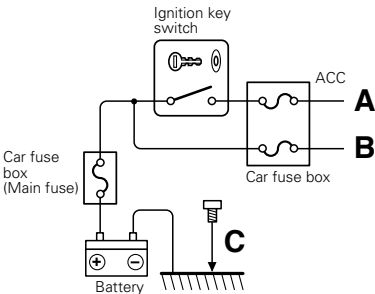 Ignition key
switch
ACC
A
B
Car fuse
box
(Main fuse)
Car fuse box
C
+
−
Battery